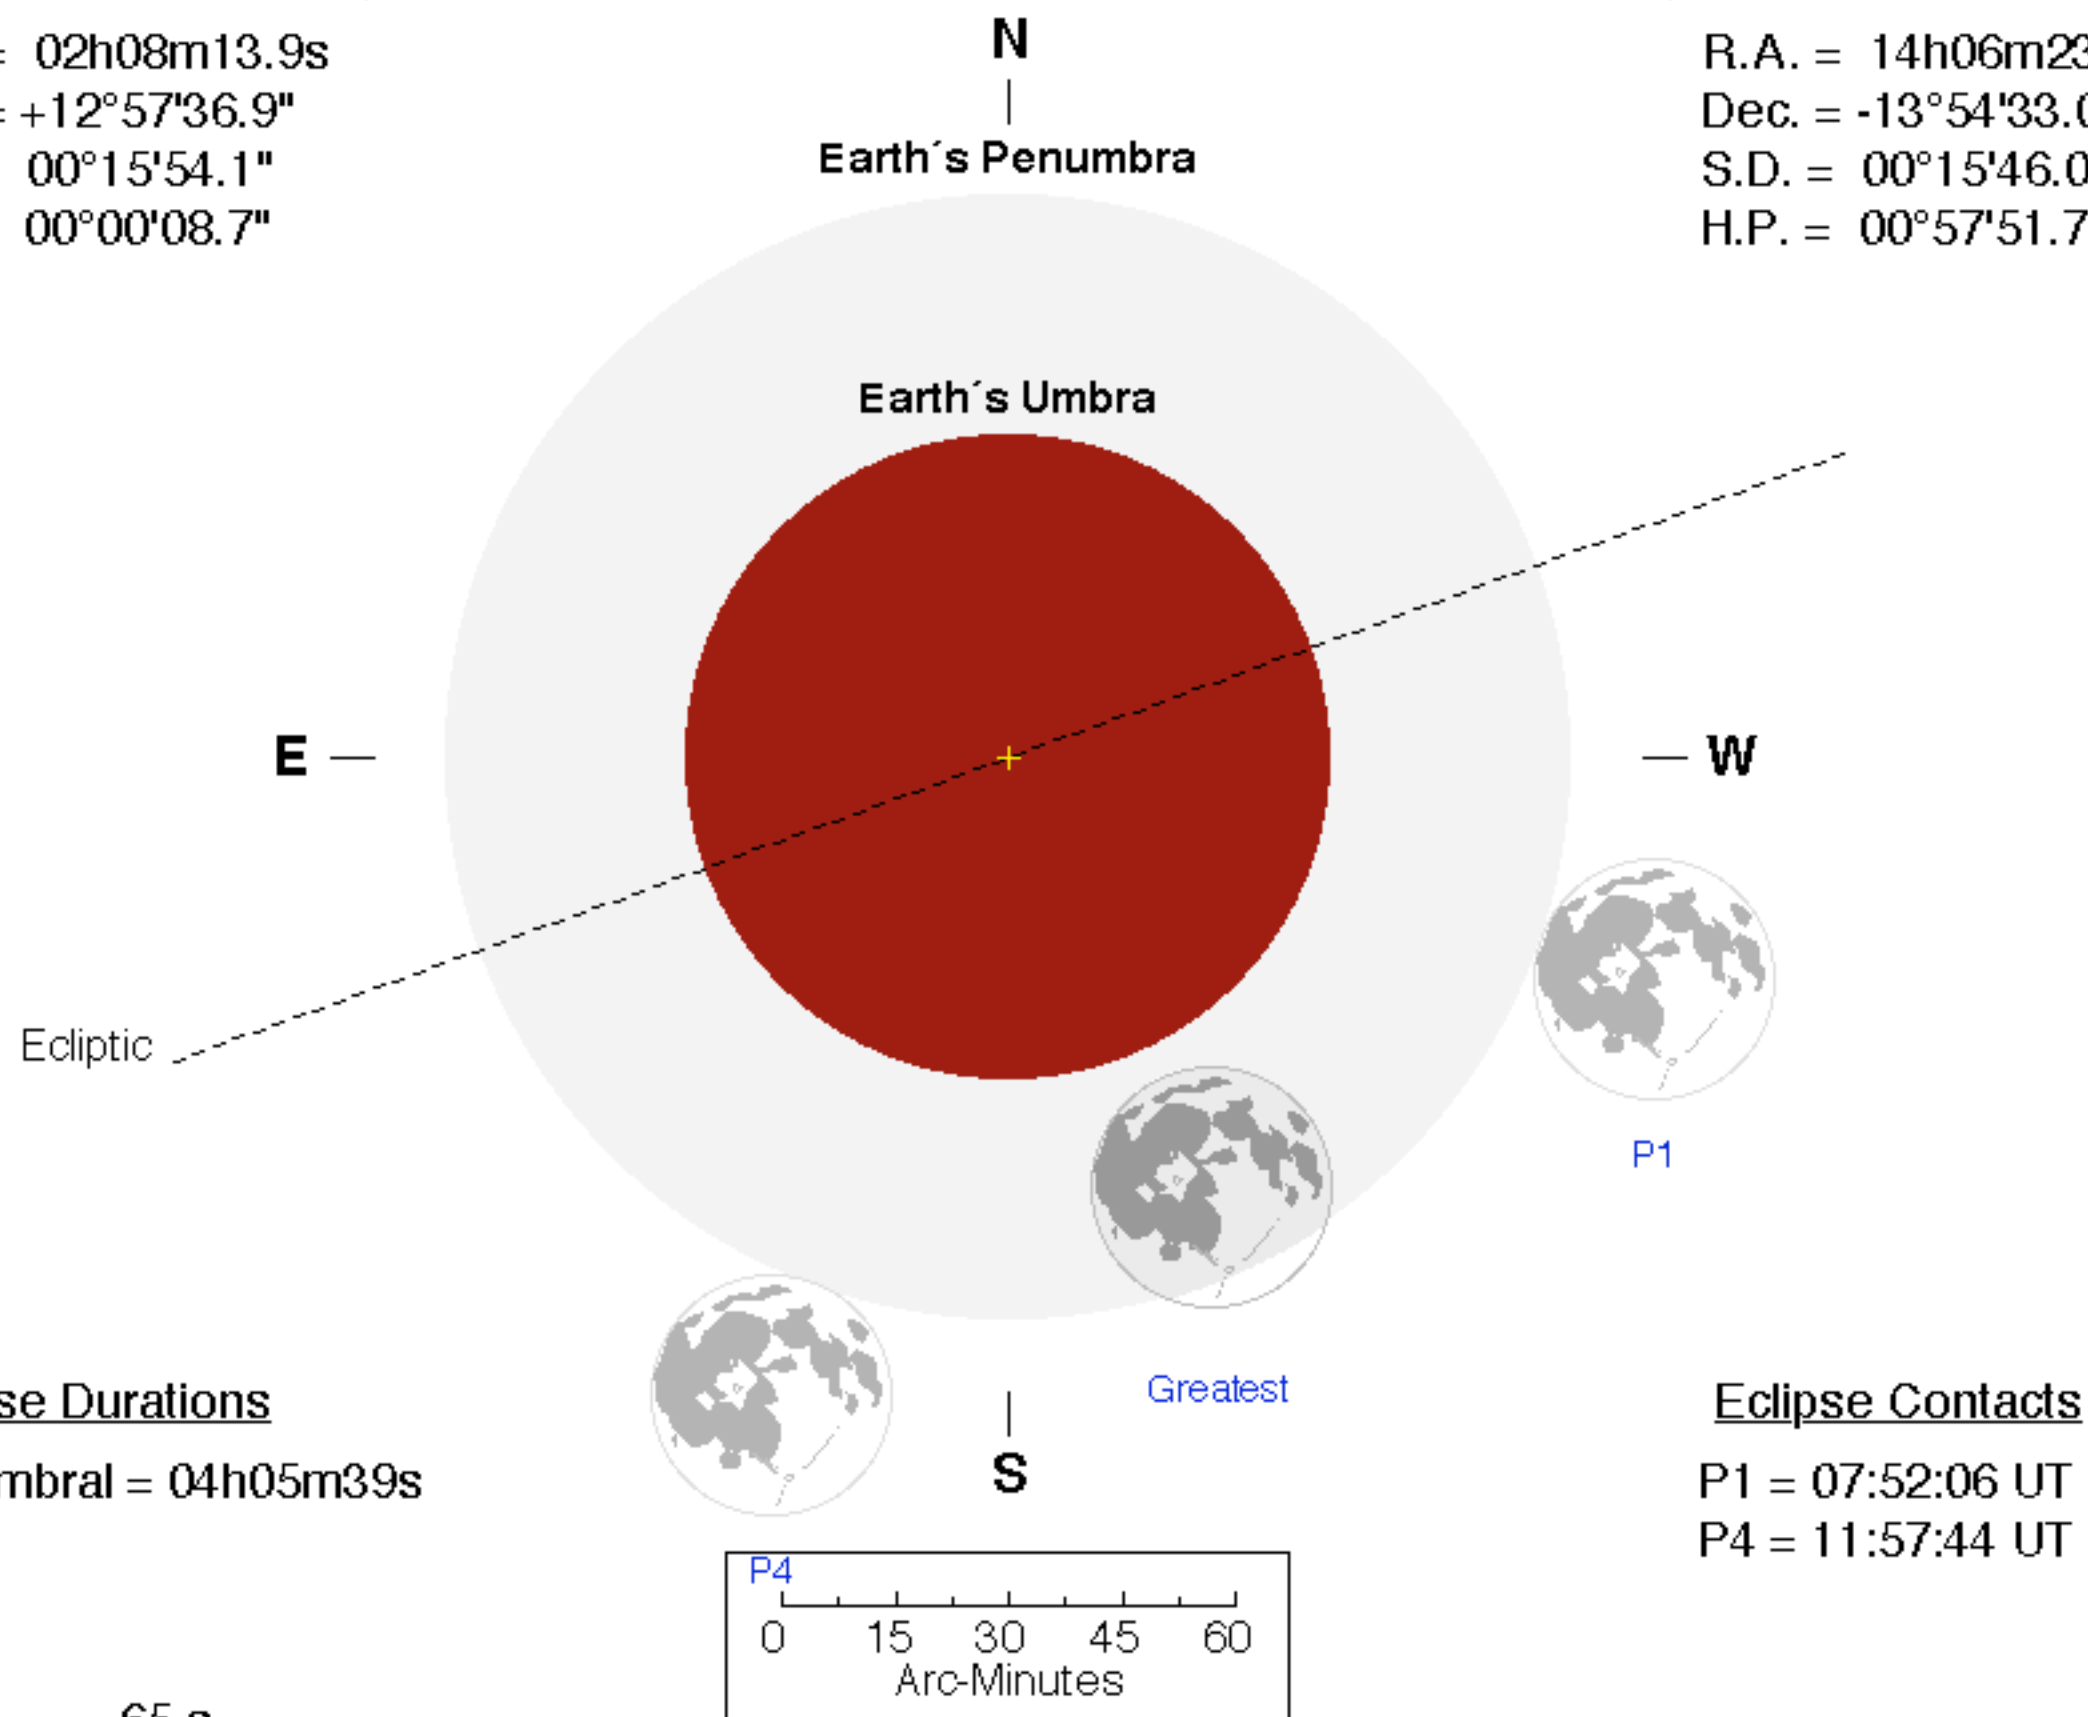 = 02h08m13.9s
= +12°57'36.9"
00°15'54.1"
00°00'08.7"
N
Earth´s Penumbra
R.A. = 14h06m23
Dec. = -13°54'33.0
S.D. = 00°15'46.0
H.P. = 00°57'51.7
Earth´s Umbra
E
W
Ecliptic
P1
Greatest
S
se Durations
mbral = 04h05m39s
Eclipse Contacts
P1 = 07:52:06 UT
P4 = 11:57:44 UT
P4
0 15 30 45 60
Arc-Minutes